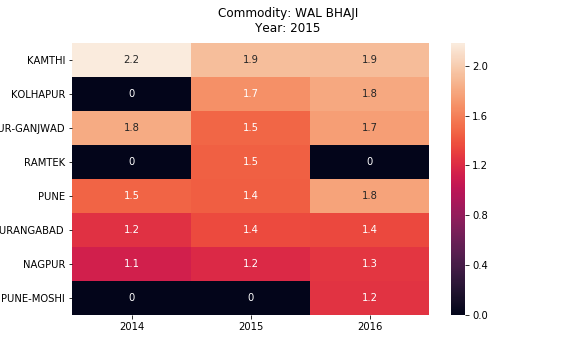 Commodity: WAL BHAJI
Year: 2015
KAMTHI 2.2 1.9 1.9
KOLHAPUR 0 1.7 1.8
UR-GANJWAD 1.8 1.5 1.7
RAMTEK 0 1.5 0
PUNE 1.5 1.4 1.8
URANGABAD 1.2 1.4 1.4
NAGPUR 1.1 1.2 1.3
PUNE-MOSHI 0 0 1.2
2014 2015 2016
2.0
1.6
1.2
0.8
0.4
0.0